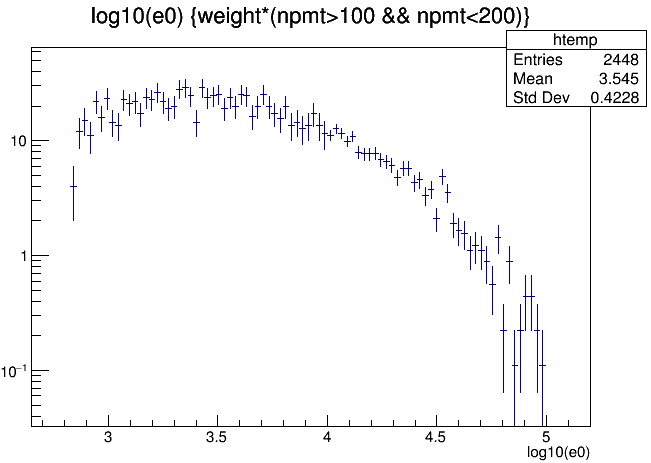 log10(e0) {weight*(npmt>100 && npmt<200)}
htemp
Entries 2448
Mean 3.545
Std Dev 0.4228
10
1
10⁻¹
3 3.5 4 4.5 5
log10(e0)